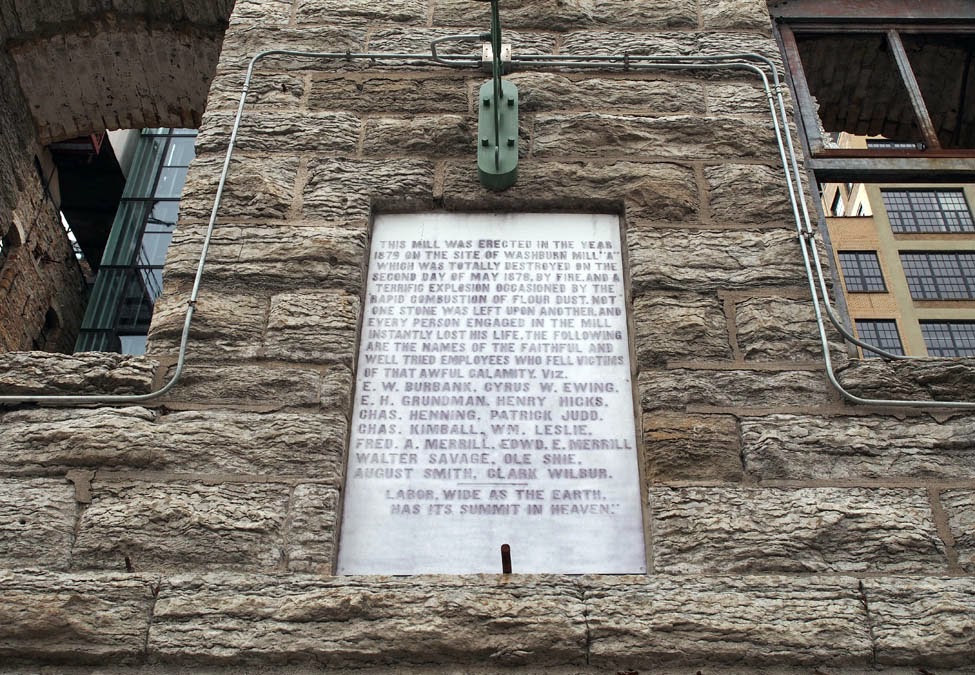 THIS MILL WAS ERECTED IN THE YEAR
1879 ON THE SITE OF WASHBURN MILL "A"
WHICH WAS TOTALLY DESTROYED ON THE
SECOND DAY OF MAY 1878, BY FIRE, AND A
TERRIFIC EXPLOSION OCCASIONED BY THE
RAPID COMBUSTION OF FLOUR DUST. NOT
ONE STONE WAS LEFT UPON ANOTHER, AND
EVERY PERSON ENGAGED IN THE MILL
INSTANTLY LOST HIS LIFE. THE FOLLOWING
ARE THE NAMES OF THE FAITHFUL AND
WELL TRIED EMPLOYEES WHO FELL VICTIMS
OF THAT AWFUL CALAMITY. VIZ.
E. W. BURBANK, CYRUS W. EWING,
E. H. GRUNDMAN, HENRY HICKS,
CHAS. HENNING, PATRICK JUDD,
CHAS. KIMBALL, WM. LESLIE,
FRED. A. MERRILL, EDWD. E. MERRILL
WALTER SAVAGE, OLE SHIE,
AUGUST SMITH, CLARK WILBUR.
LABOR, WIDE AS THE EARTH,
HAS ITS SUMMIT IN HEAVEN."